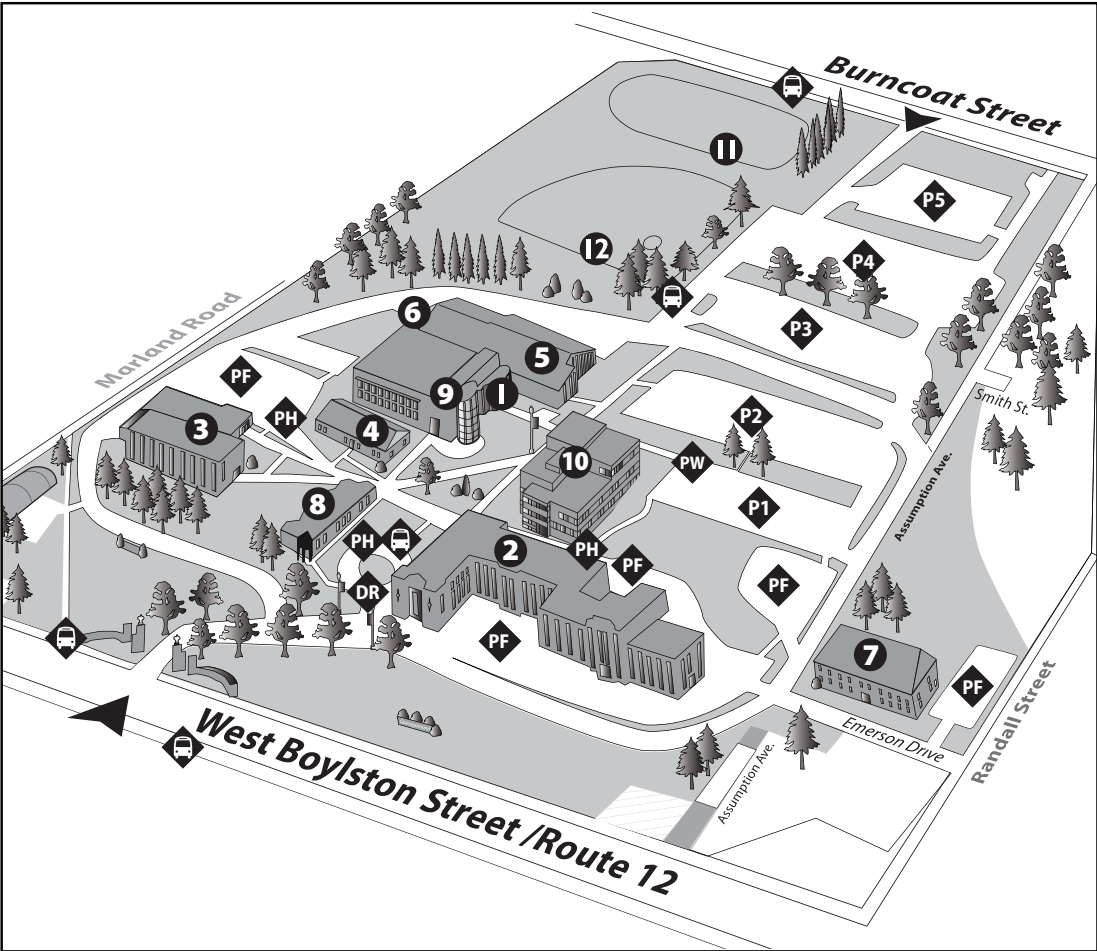 Burncoat Street
11
P5
12
P4
Marland Road
6
P3
5
PF
9
1
P2
Smith St.
PH
3
4
10
PW
8
P1
Assumption Ave.
PH
2
PH
PF
DR
PF
PF
7
PF
West Boylston Street /Route 12
Assumption Ave.
Emerson Drive
Randall Street